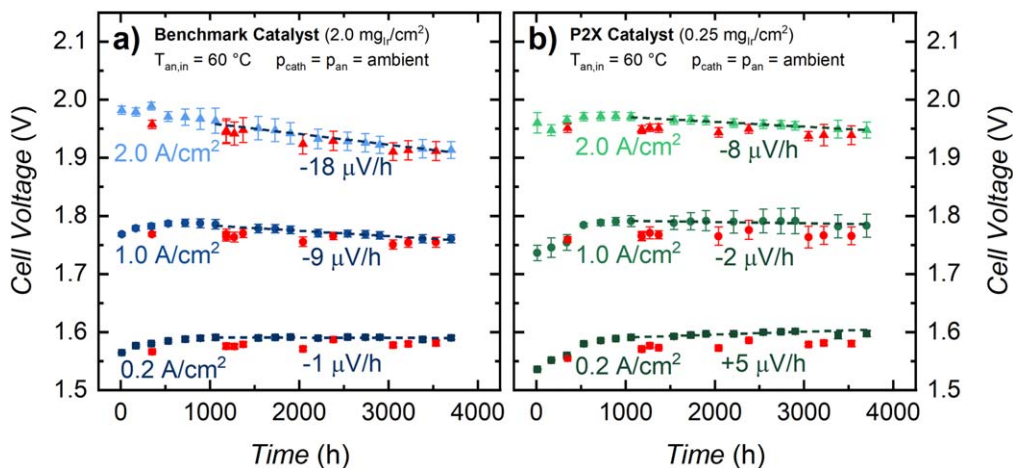 a) Benchmark Catalyst (2.0 mgIr/cm²)
Tan,in = 60 °C pcath = pan = ambient
2.0 A/cm²
-18 µV/h
1.0 A/cm²
-9 µV/h
0.2 A/cm²
-1 µV/h
2.1
2.0
1.9
1.8
1.7
1.6
1.5
Cell Voltage (V)
0 1000 2000 3000 4000
Time (h)
b) P2X Catalyst (0.25 mgIr/cm²)
Tan,in = 60 °C pcath = pan = ambient
2.0 A/cm²
-8 µV/h
1.0 A/cm²
-2 µV/h
0.2 A/cm²
+5 µV/h
0 1000 2000 3000 4000
Time (h)
2.1
2.0
1.9
1.8
1.7
1.6
1.5
Cell Voltage (V)